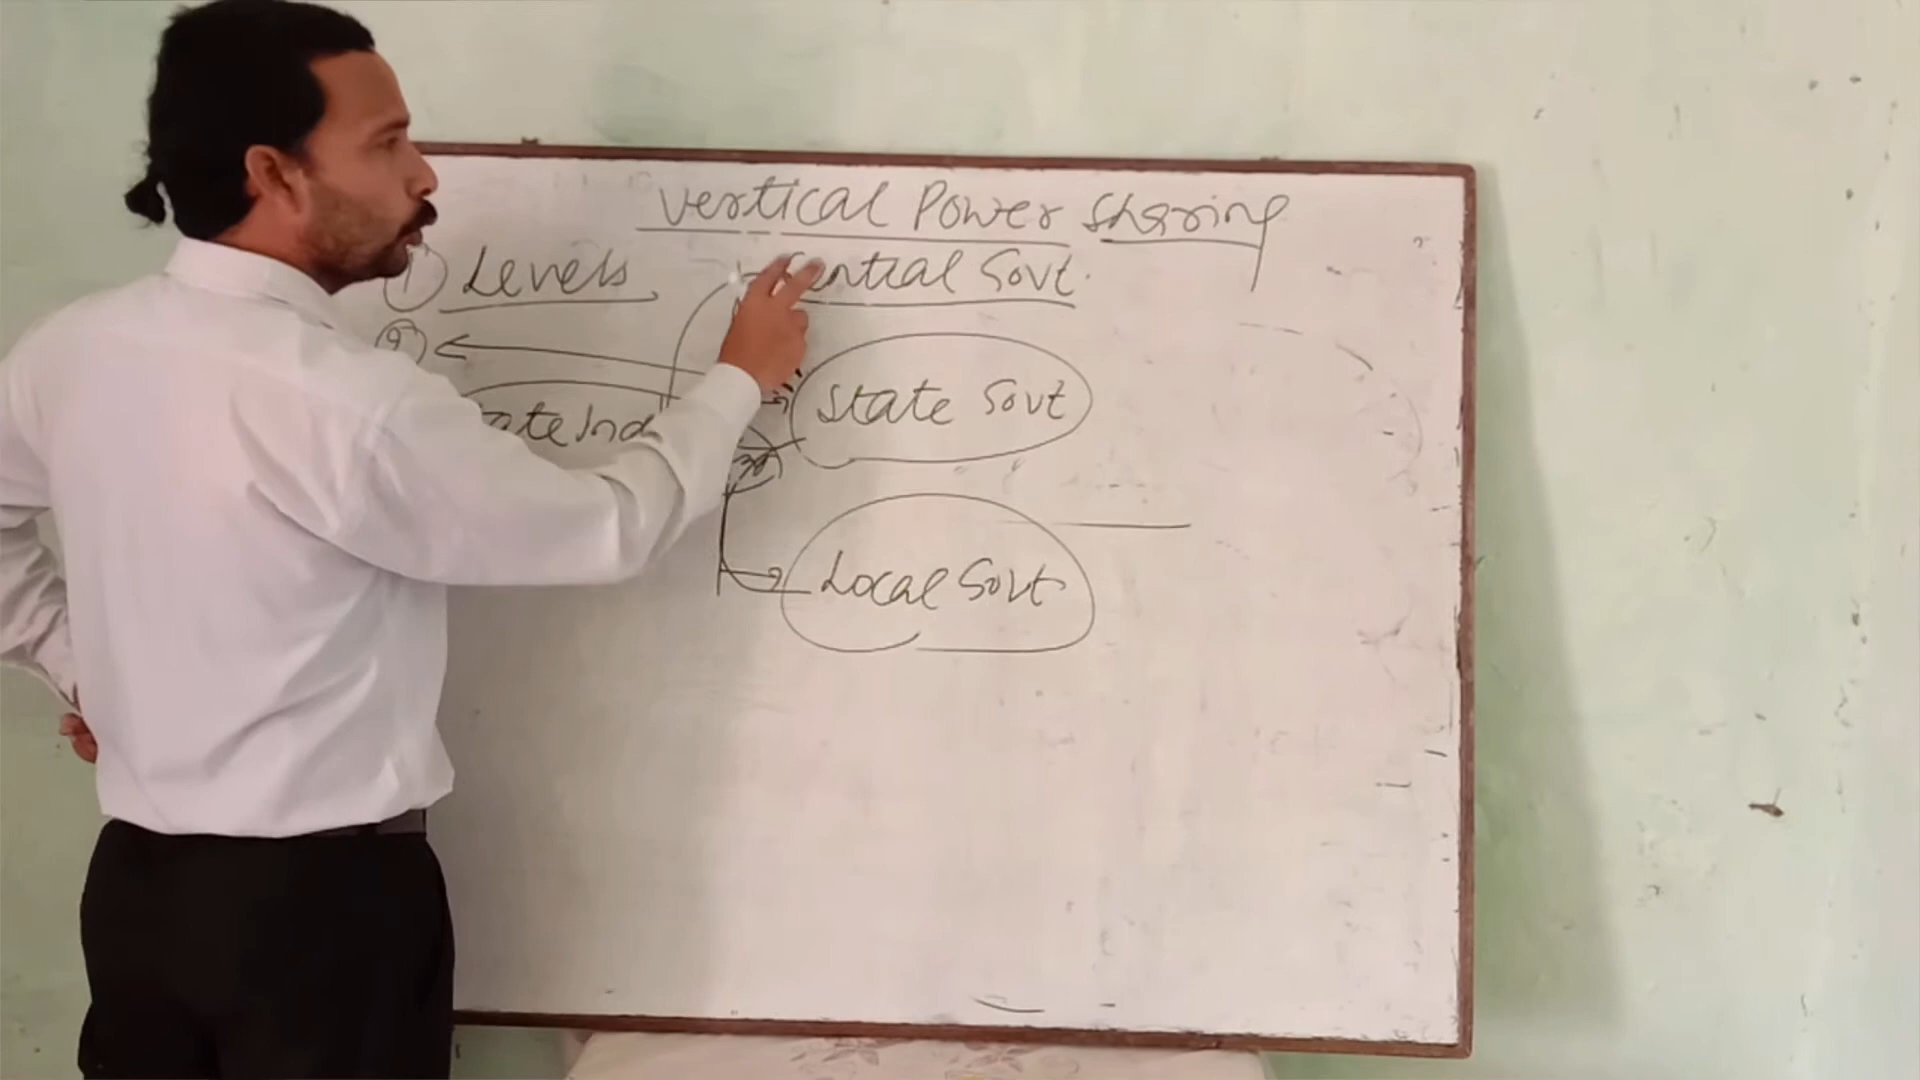 Vertical Power Sharing
① Levels
Central Govt.
State Govt
Local Govt